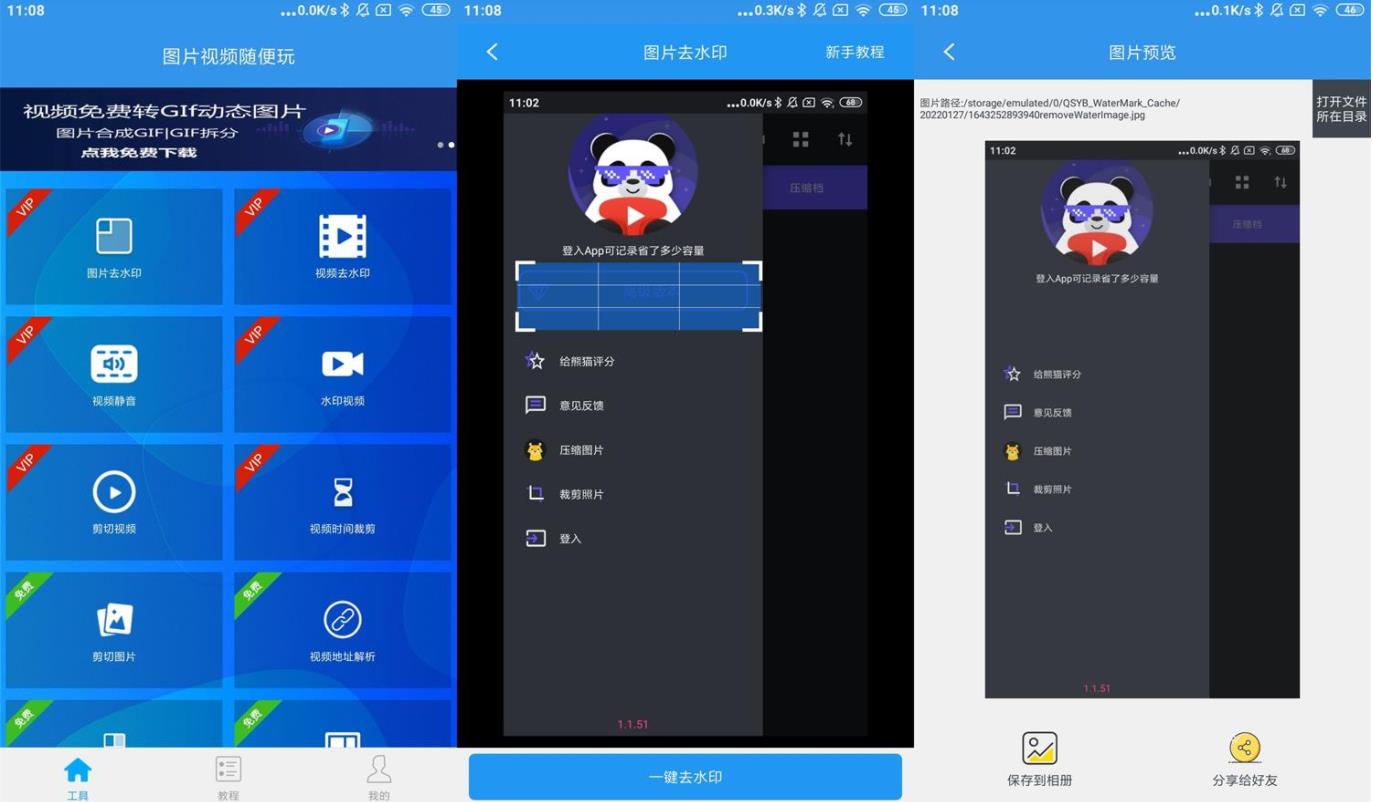 11:08
...0.0K/s
45
图片视频随便玩
视频免费转GIf动态图片
图片合成GIF|GIF拆分
点我免费下载
VIP
图片去水印
VIP
视频去水印
VIP
视频静音
VIP
水印视频
VIP
剪切视频
VIP
视频时间裁剪
免费
剪切图片
免费
视频地址解析
免费
免费
工具
教程
我的
11:08
...0.3K/s
45
图片去水印
新手教程
11:02
...0.0K/s
68
压缩档
登入App可记录省了多少容量
高级版本
给熊猫评分
意见反馈
压缩图片
裁剪照片
登入
1.1.51
一键去水印
11:08
...0.1K/s
46
图片预览
图片路径:/storage/emulated/0/QSYB_WaterMark_Cache/
20220127/1643252893940removeWaterImage.jpg
打开文件
所在目录
11:02
...0.0K/s
68
压缩档
登入App可记录省了多少容量
给熊猫评分
意见反馈
压缩图片
裁剪照片
登入
1.1.51
保存到相册
分享给好友